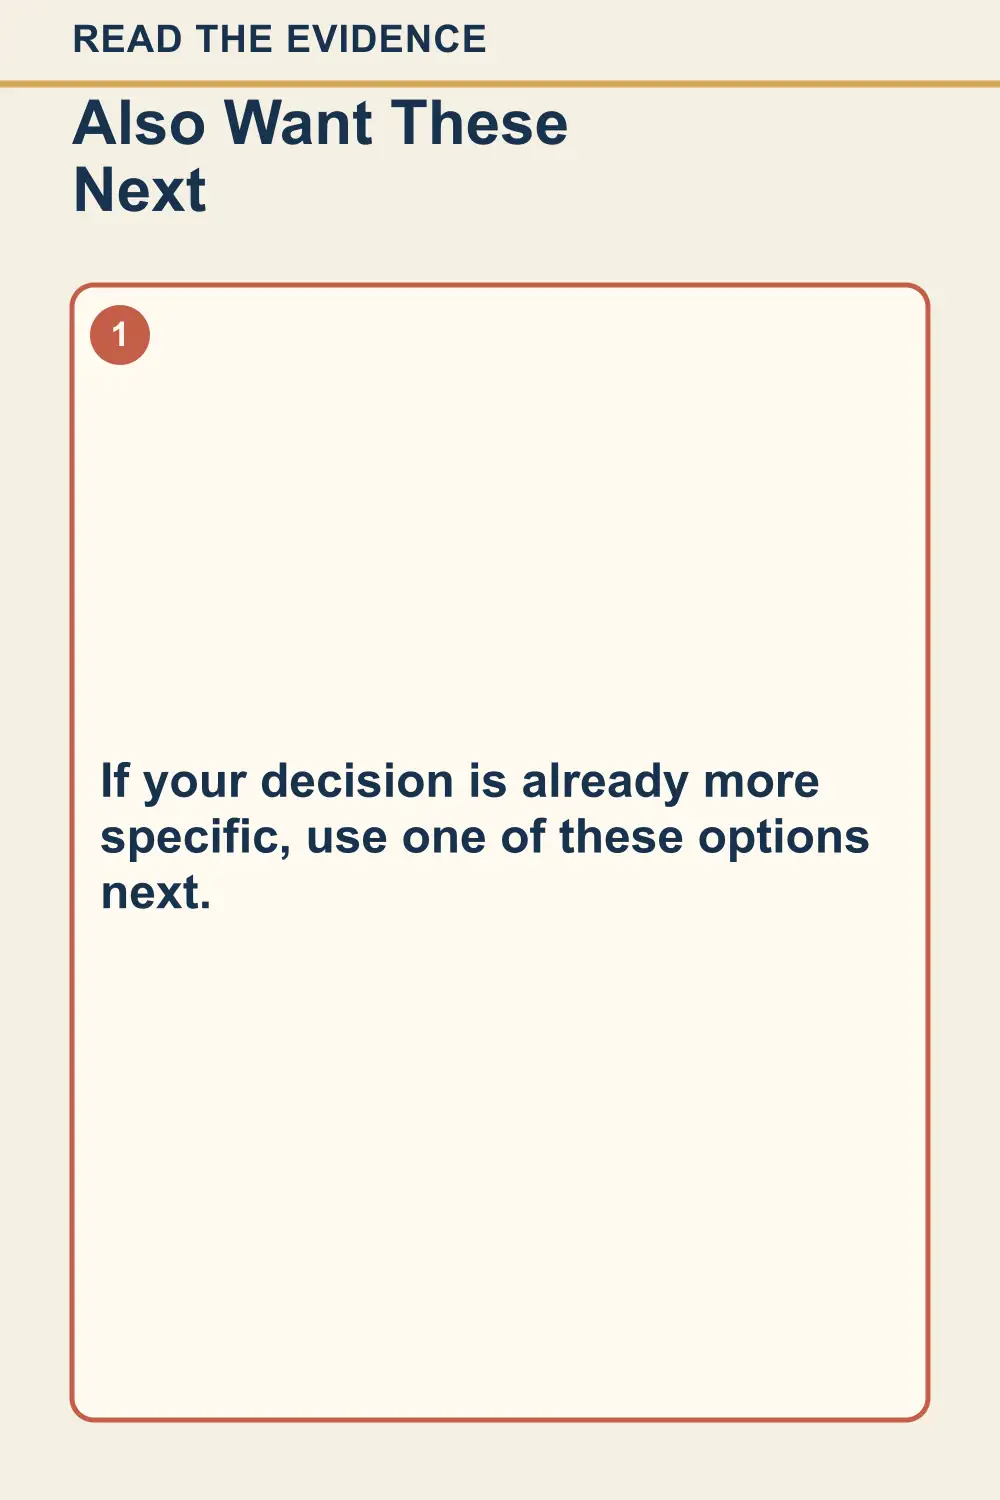 READ THE EVIDENCE
Also Want These
Next
1
If your decision is already more
specific, use one of these options
next.